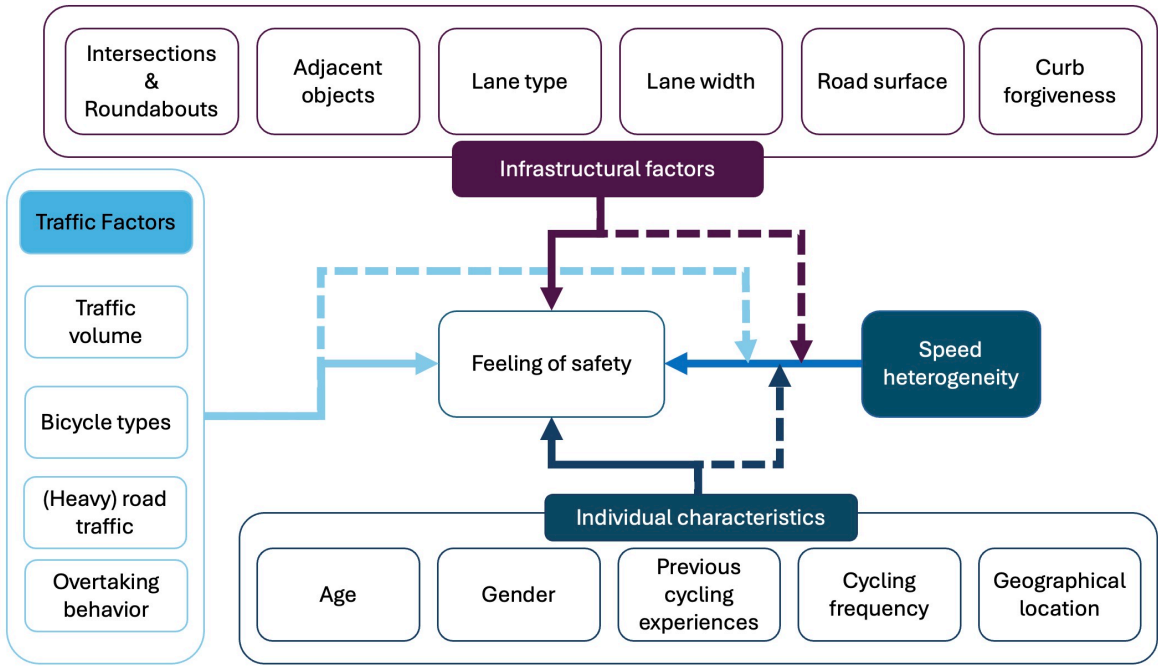 Intersections
&
Roundabouts
Adjacent
objects
Lane type
Lane width
Road surface
Curb
forgiveness
Infrastructural factors
Traffic Factors
Traffic
volume
Bicycle types
(Heavy) road
traffic
Overtaking
behavior
Feeling of safety
Speed
heterogeneity
Individual characteristics
Age
Gender
Previous
cycling
experiences
Cycling
frequency
Geographical
location